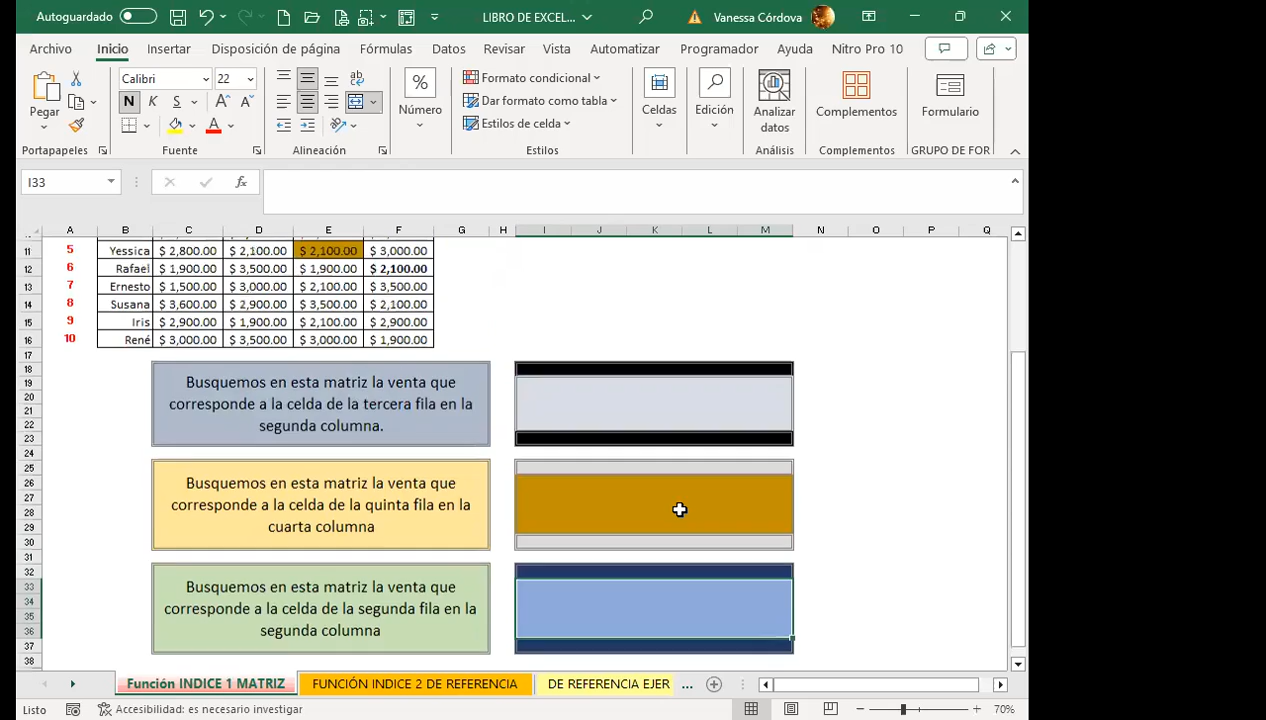 Autoguardado
LIBRO DE EXCEL...
Vanessa Córdova
Archivo Inicio Insertar Disposición de página Fórmulas Datos Revisar Vista Automatizar Programador Ayuda Nitro Pro 10
Pegar
Calibri 22
N K S
Número
Formato condicional
Dar formato como tabla
Estilos de celda
Celdas
Edición
Analizar datos
Complementos
Formulario
Portapapeles Fuente Alineación Estilos Análisis Complementos GRUPO DE FOR
I33
fx
A B C D E F G H I J K L M N O P Q
11 5 Yessica $ 2,800.00 $ 2,100.00 $ 2,100.00 $ 3,000.00
12 6 Rafael $ 1,900.00 $ 3,500.00 $ 1,900.00 $ 2,100.00
13 7 Ernesto $ 1,500.00 $ 3,000.00 $ 2,100.00 $ 3,500.00
14 8 Susana $ 3,600.00 $ 2,900.00 $ 3,500.00 $ 2,100.00
15 9 Iris $ 2,900.00 $ 1,900.00 $ 2,100.00 $ 2,900.00
16 10 René $ 3,000.00 $ 3,500.00 $ 3,000.00 $ 1,900.00
17
18
19
20
21
22
23
Busquemos en esta matriz la venta que
corresponde a la celda de la tercera fila en la
segunda columna.
24
25
26
27
28
29
30
Busquemos en esta matriz la venta que
corresponde a la celda de la quinta fila en la
cuarta columna
31
32
33
34
35
36
37
38
Busquemos en esta matriz la venta que
corresponde a la celda de la segunda fila en la
segunda columna
Función INDICE 1 MATRIZ FUNCIÓN INDICE 2 DE REFERENCIA DE REFERENCIA EJER ...
Listo Accesibilidad: es necesario investigar 70%